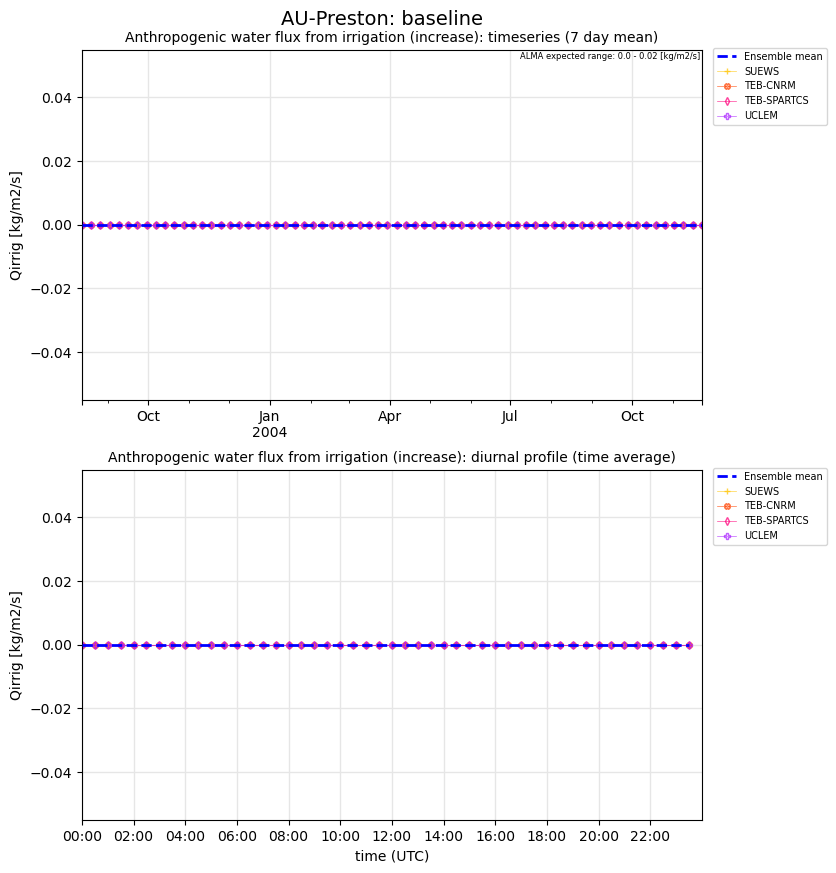 AU-Preston: baseline
Anthropogenic water flux from irrigation (increase): timeseries (7 day mean)
ALMA expected range: 0.0 - 0.02 [kg/m2/s]
Ensemble mean
SUEWS
TEB-CNRM
TEB-SPARTCS
UCLEM
Qirrig [kg/m2/s]
0.04
0.02
0.00
−0.02
−0.04
Oct Jan Apr Jul Oct
2004
Anthropogenic water flux from irrigation (increase): diurnal profile (time average)
Ensemble mean
SUEWS
TEB-CNRM
TEB-SPARTCS
UCLEM
Qirrig [kg/m2/s]
0.04
0.02
0.00
−0.02
−0.04
00:00 02:00 04:00 06:00 08:00 10:00 12:00 14:00 16:00 18:00 20:00 22:00
time (UTC)